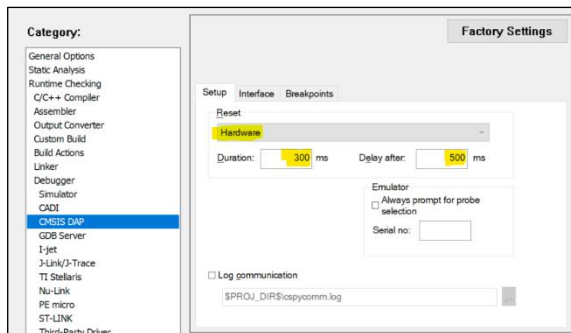 Category:
Factory Settings
General Options
Static Analysis
Runtime Checking
C/C++ Compiler
Assembler
Output Converter
Custom Build
Build Actions
Linker
Debugger
Simulator
CADI
CMSIS DAP
GDB Server
I-jet
J-Link/J-Trace
TI Stellaris
Nu-Link
PE micro
ST-LINK
Third-Party Driver
Setup Interface Breakpoints
Reset
Hardware
Duration: 300 ms Delay after: 500 ms
Emulator
Always prompt for probe
selection
Serial no:
Log communication
$PROJ_DIR$\cspycomm.log
...